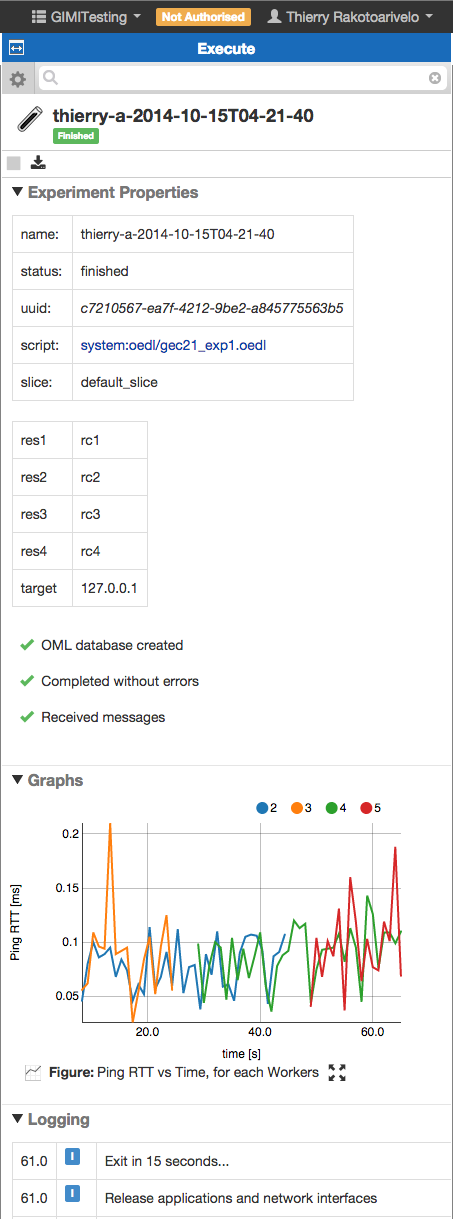 GIMITesting Not Authorised Thierry Rakotoarivelo
Execute
thierry-a-2014-10-15T04-21-40
Finished
Experiment Properties
name: thierry-a-2014-10-15T04-21-40
status: finished
uuid: c7210567-ea7f-4212-9be2-a845775563b5
script: system:oedl/gec21_exp1.oedl
slice: default_slice
res1 rc1
res2 rc2
res3 rc3
res4 rc4
target 127.0.0.1
OML database created
Completed without errors
Received messages
Graphs
2 3 4 5
0.2
0.15
0.1
0.05
Ping RTT [ms]
20.0 40.0 60.0
time [s]
Figure: Ping RTT vs Time, for each Workers
Logging
61.0 I Exit in 15 seconds...
61.0 I Release applications and network interfaces